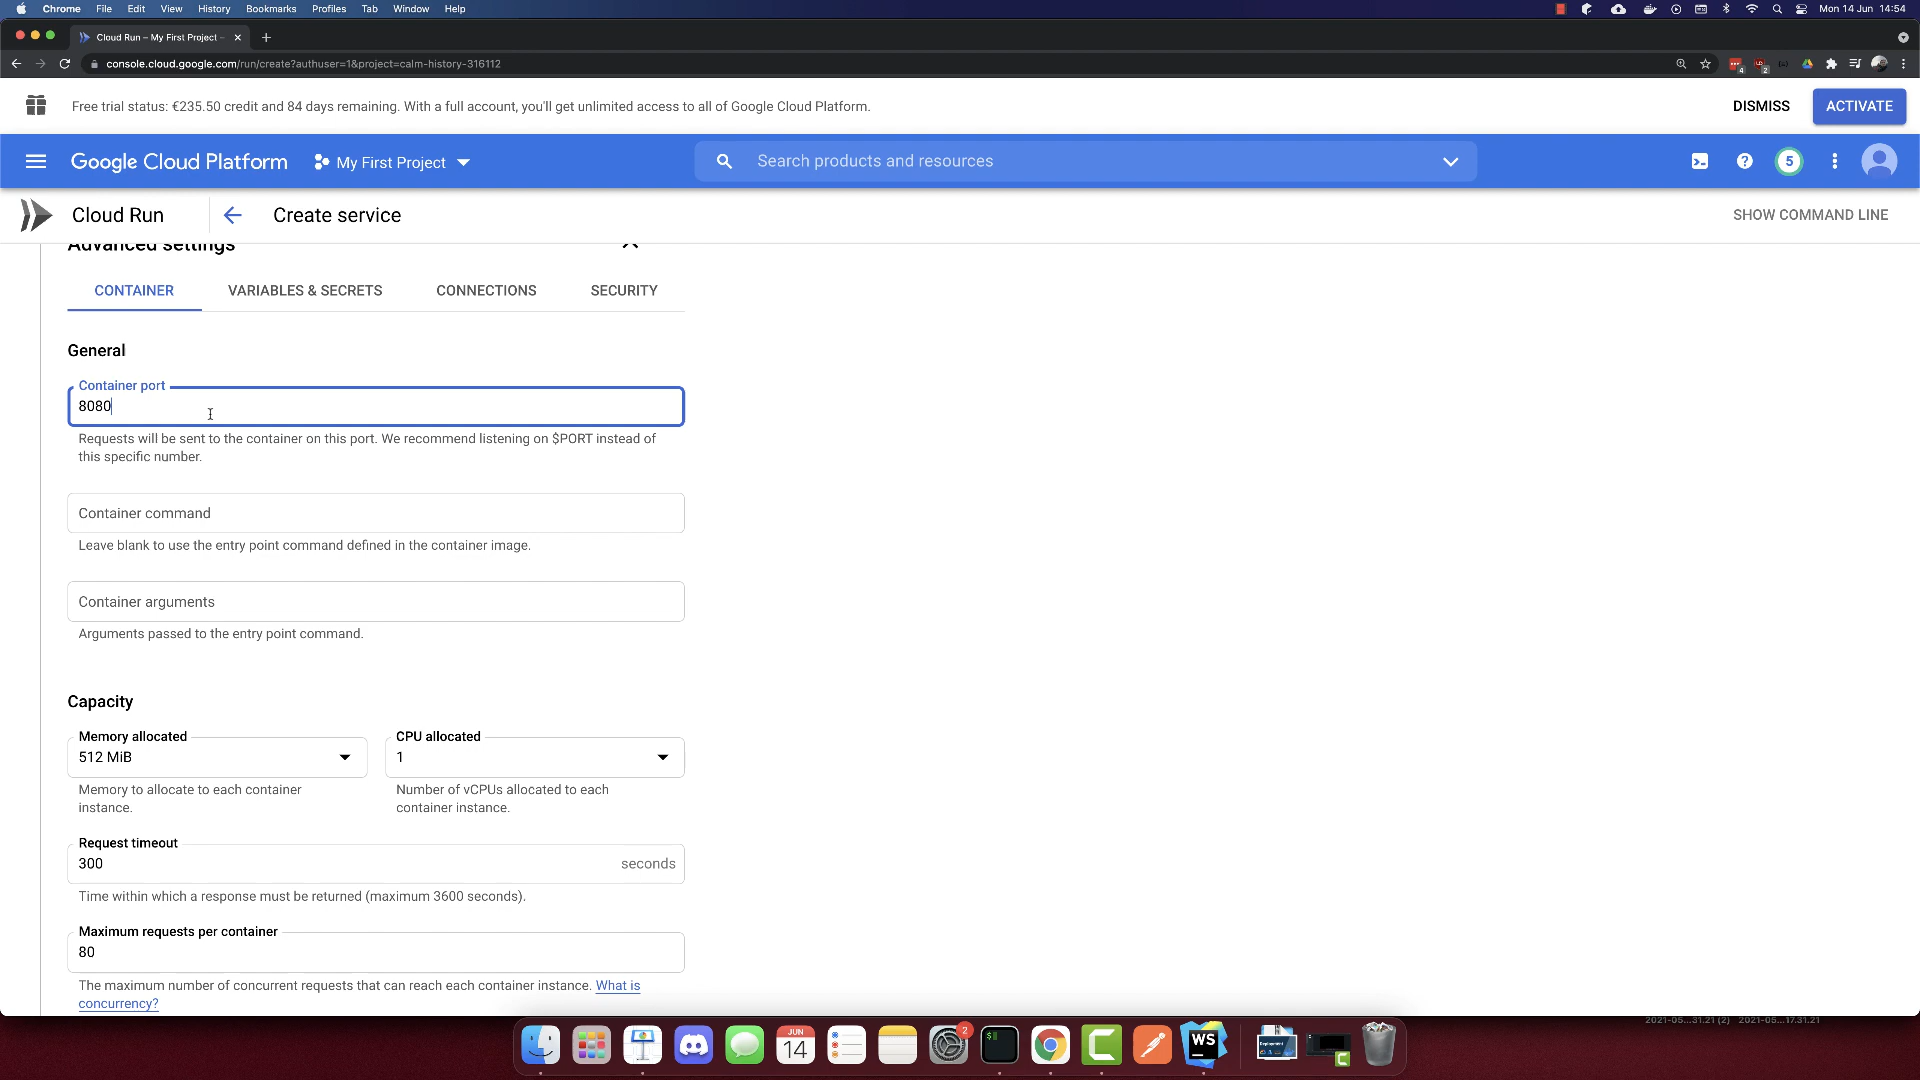 Chrome File Edit View History Bookmarks Profiles Tab Window Help
Mon 14 Jun 14:54
Cloud Run – My First Project –
console.cloud.google.com/run/create?authuser=1&project=calm-history-316112
4
2
Free trial status: €235.50 credit and 84 days remaining. With a full account, you'll get unlimited access to all of Google Cloud Platform.
DISMISS
ACTIVATE
Google Cloud Platform
My First Project
Search products and resources
5
Cloud Run
Create service
SHOW COMMAND LINE
Advanced settings
CONTAINER
VARIABLES & SECRETS
CONNECTIONS
SECURITY
General
Container port
8080
Requests will be sent to the container on this port. We recommend listening on $PORT instead of
this specific number.
Container command
Leave blank to use the entry point command defined in the container image.
Container arguments
Arguments passed to the entry point command.
Capacity
Memory allocated
512 MiB
CPU allocated
1
Memory to allocate to each container
instance.
Number of vCPUs allocated to each
container instance.
Request timeout
300
seconds
Time within which a response must be returned (maximum 3600 seconds).
Maximum requests per container
80
The maximum number of concurrent requests that can reach each container instance. What is
concurrency?
2021-05...31.21 (2) 2021-05...17.31.21
JUN
14
2
$
WS
Deployment